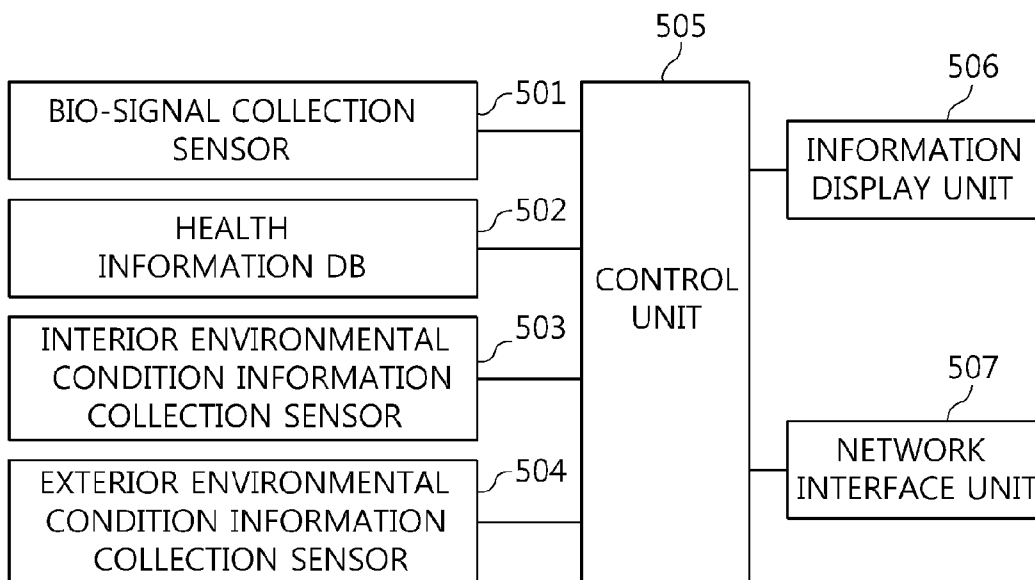 505
BIO-SIGNAL COLLECTION
SENSOR
501
HEALTH
INFORMATION DB
502
INTERIOR ENVIRONMENTAL
CONDITION INFORMATION
COLLECTION SENSOR
503
EXTERIOR ENVIRONMENTAL
CONDITION INFORMATION
COLLECTION SENSOR
504
CONTROL
UNIT
506
INFORMATION
DISPLAY UNIT
507
NETWORK
INTERFACE UNIT